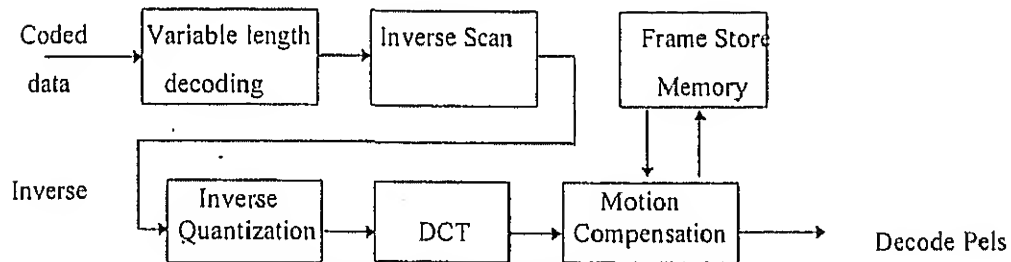 Coded
data
Variable length
decoding
Inverse Scan
Frame Store
Memory
Inverse
Inverse
Quantization
DCT
Motion
Compensation
Decode Pels